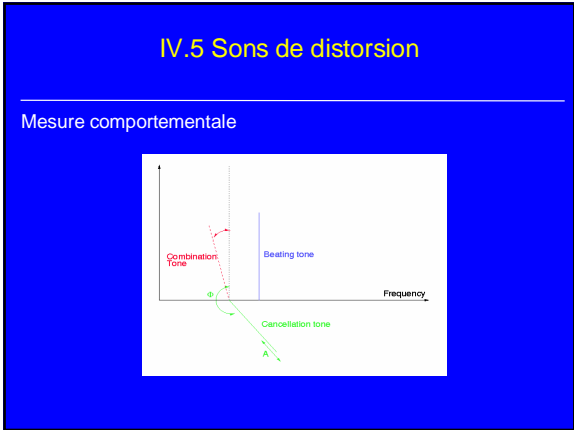 IV.5 Sons de distorsion
Mesure comportementale
Combination
Tone
Beating tone
Φ
Frequency
Cancellation tone
A